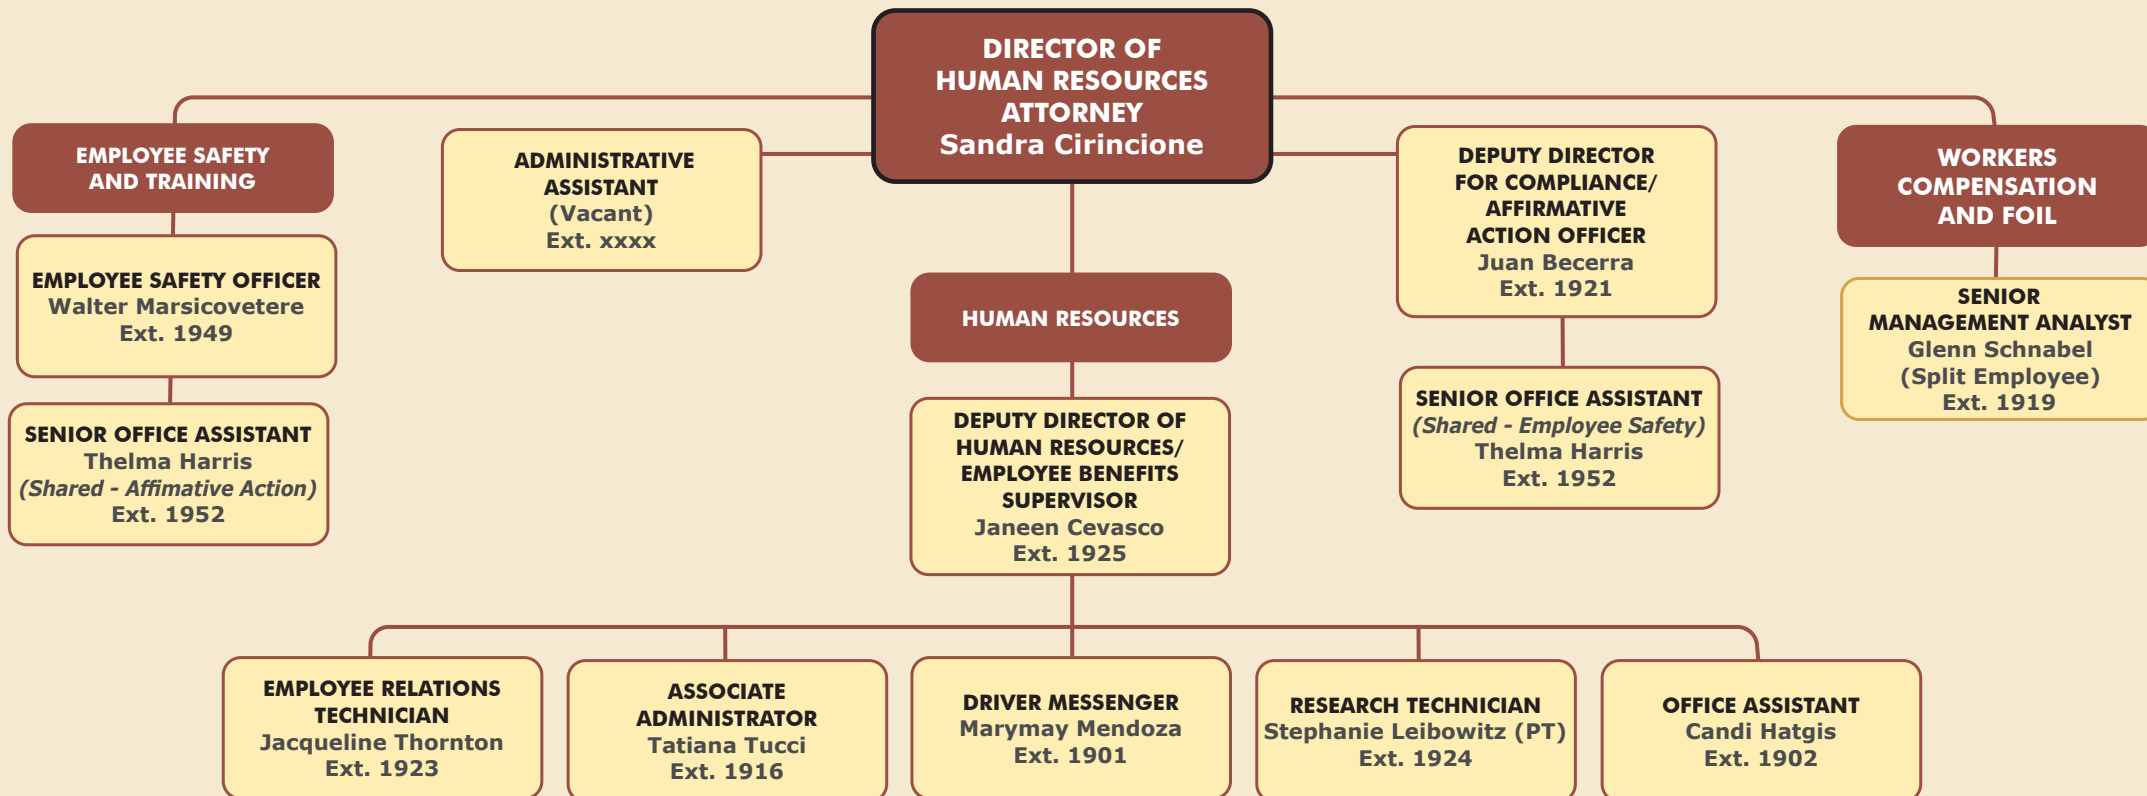 DIRECTOR OF
HUMAN RESOURCES
ATTORNEY
Sandra Cirincione
EMPLOYEE SAFETY
AND TRAINING
EMPLOYEE SAFETY OFFICER
Walter Marsicovetere
Ext. 1949
SENIOR OFFICE ASSISTANT
Thelma Harris
(Shared - Affimative Action)
Ext. 1952
ADMINISTRATIVE
ASSISTANT
(Vacant)
Ext. xxxx
HUMAN RESOURCES
DEPUTY DIRECTOR OF
HUMAN RESOURCES/
EMPLOYEE BENEFITS
SUPERVISOR
Janeen Cevasco
Ext. 1925
DEPUTY DIRECTOR
FOR COMPLIANCE/
AFFIRMATIVE
ACTION OFFICER
Juan Becerra
Ext. 1921
SENIOR OFFICE ASSISTANT
(Shared - Employee Safety)
Thelma Harris
Ext. 1952
WORKERS
COMPENSATION
AND FOIL
SENIOR
MANAGEMENT ANALYST
Glenn Schnabel
(Split Employee)
Ext. 1919
EMPLOYEE RELATIONS
TECHNICIAN
Jacqueline Thornton
Ext. 1923
ASSOCIATE
ADMINISTRATOR
Tatiana Tucci
Ext. 1916
DRIVER MESSENGER
Marymay Mendoza
Ext. 1901
RESEARCH TECHNICIAN
Stephanie Leibowitz (PT)
Ext. 1924
OFFICE ASSISTANT
Candi Hatgis
Ext. 1902